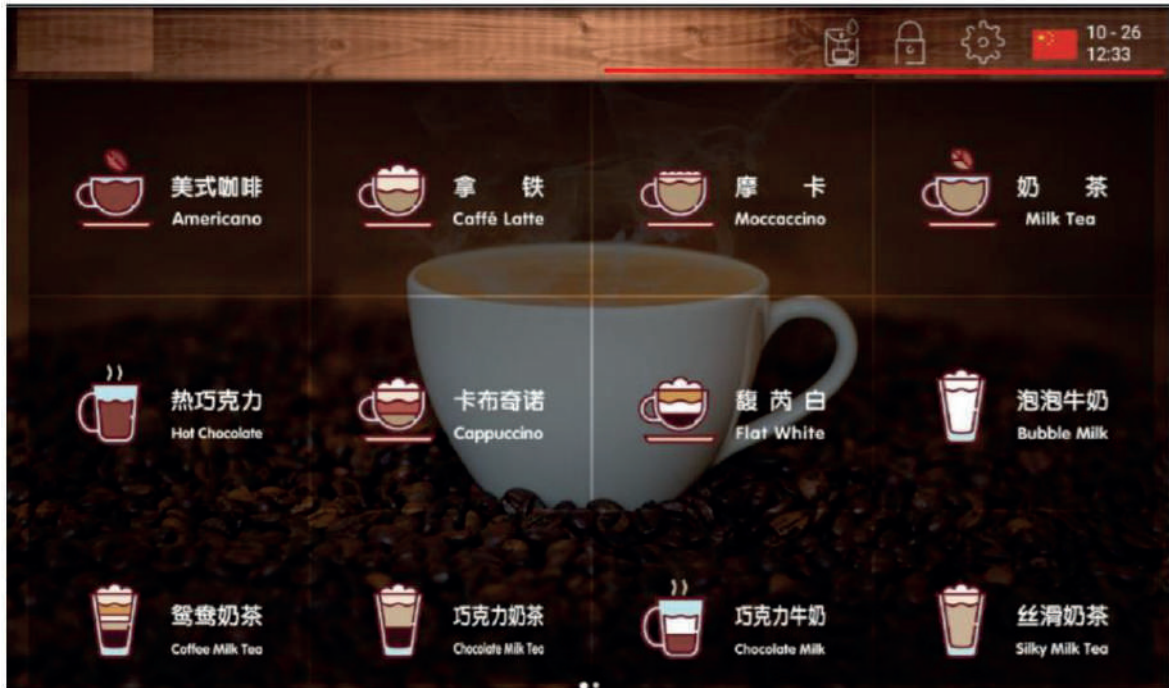 10 - 26
12:33
美式咖啡
Americano
拿 铁
Caffé Latte
摩 卡
Moccaccino
奶 茶
Milk Tea
热巧克力
Hot Chocolate
卡布奇诺
Cappuccino
馥 芮 白
Flat White
泡泡牛奶
Bubble Milk
鸳鸯奶茶
Coffee Milk Tea
巧克力奶茶
Chocolate Milk Tea
巧克力牛奶
Chocolate Milk
丝滑奶茶
Silky Milk Tea